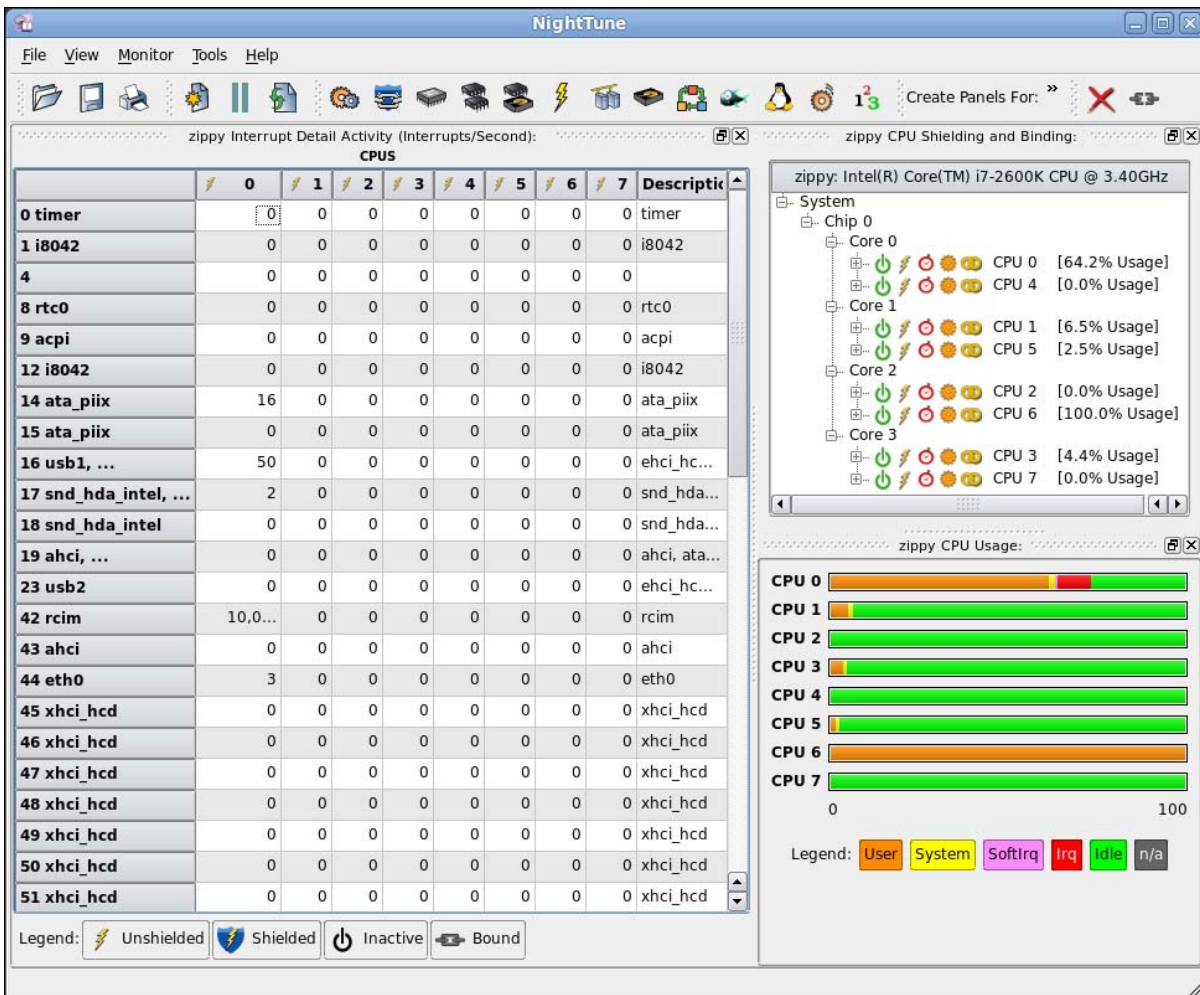 NightTune
File View Monitor Tools Help
1 2 3 Create Panels For: »
zippy Interrupt Detail Activity (Interrupts/Second):
CPUS
0 1 2 3 4 5 6 7 Descriptic
0 timer 0 0 0 0 0 0 0 0 timer
1 i8042 0 0 0 0 0 0 0 0 i8042
4 0 0 0 0 0 0 0 0
8 rtc0 0 0 0 0 0 0 0 0 rtc0
9 acpi 0 0 0 0 0 0 0 0 acpi
12 i8042 0 0 0 0 0 0 0 0 i8042
14 ata_piix 16 0 0 0 0 0 0 0 ata_piix
15 ata_piix 0 0 0 0 0 0 0 0 ata_piix
16 usb1, ... 50 0 0 0 0 0 0 0 ehci_hc...
17 snd_hda_intel, ... 2 0 0 0 0 0 0 0 snd_hda...
18 snd_hda_intel 0 0 0 0 0 0 0 0 snd_hda...
19 ahci, ... 0 0 0 0 0 0 0 0 ahci, ata...
23 usb2 0 0 0 0 0 0 0 0 ehci_hc...
42 rcim 10,0... 0 0 0 0 0 0 0 rcim
43 ahci 0 0 0 0 0 0 0 0 ahci
44 eth0 3 0 0 0 0 0 0 0 eth0
45 xhci_hcd 0 0 0 0 0 0 0 0 xhci_hcd
46 xhci_hcd 0 0 0 0 0 0 0 0 xhci_hcd
47 xhci_hcd 0 0 0 0 0 0 0 0 xhci_hcd
48 xhci_hcd 0 0 0 0 0 0 0 0 xhci_hcd
49 xhci_hcd 0 0 0 0 0 0 0 0 xhci_hcd
50 xhci_hcd 0 0 0 0 0 0 0 0 xhci_hcd
51 xhci_hcd 0 0 0 0 0 0 0 0 xhci_hcd
Legend: Unshielded Shielded Inactive Bound
zippy CPU Shielding and Binding:
zippy: Intel(R) Core(TM) i7-2600K CPU @ 3.40GHz
System
Chip 0
Core 0
CPU 0 [64.2% Usage]
CPU 4 [0.0% Usage]
Core 1
CPU 1 [6.5% Usage]
CPU 5 [2.5% Usage]
Core 2
CPU 2 [0.0% Usage]
CPU 6 [100.0% Usage]
Core 3
CPU 3 [4.4% Usage]
CPU 7 [0.0% Usage]
zippy CPU Usage:
CPU 0
CPU 1
CPU 2
CPU 3
CPU 4
CPU 5
CPU 6
CPU 7
0 100
Legend: User System SoftIrq Irq Idle n/a